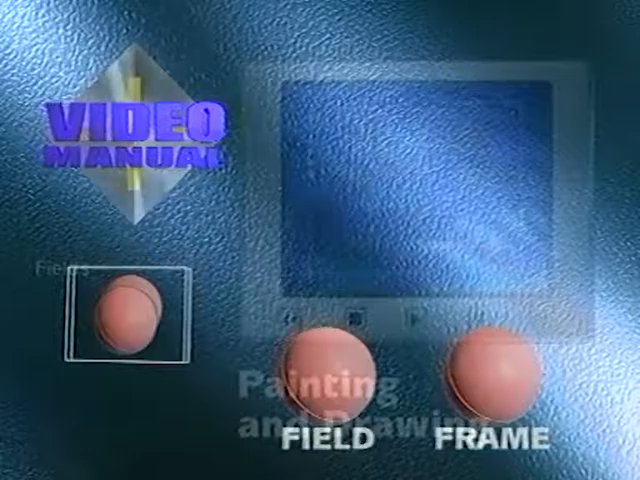 VIDEO
MANUAL
Fields
Painting
and Drawing
FIELD
FRAME